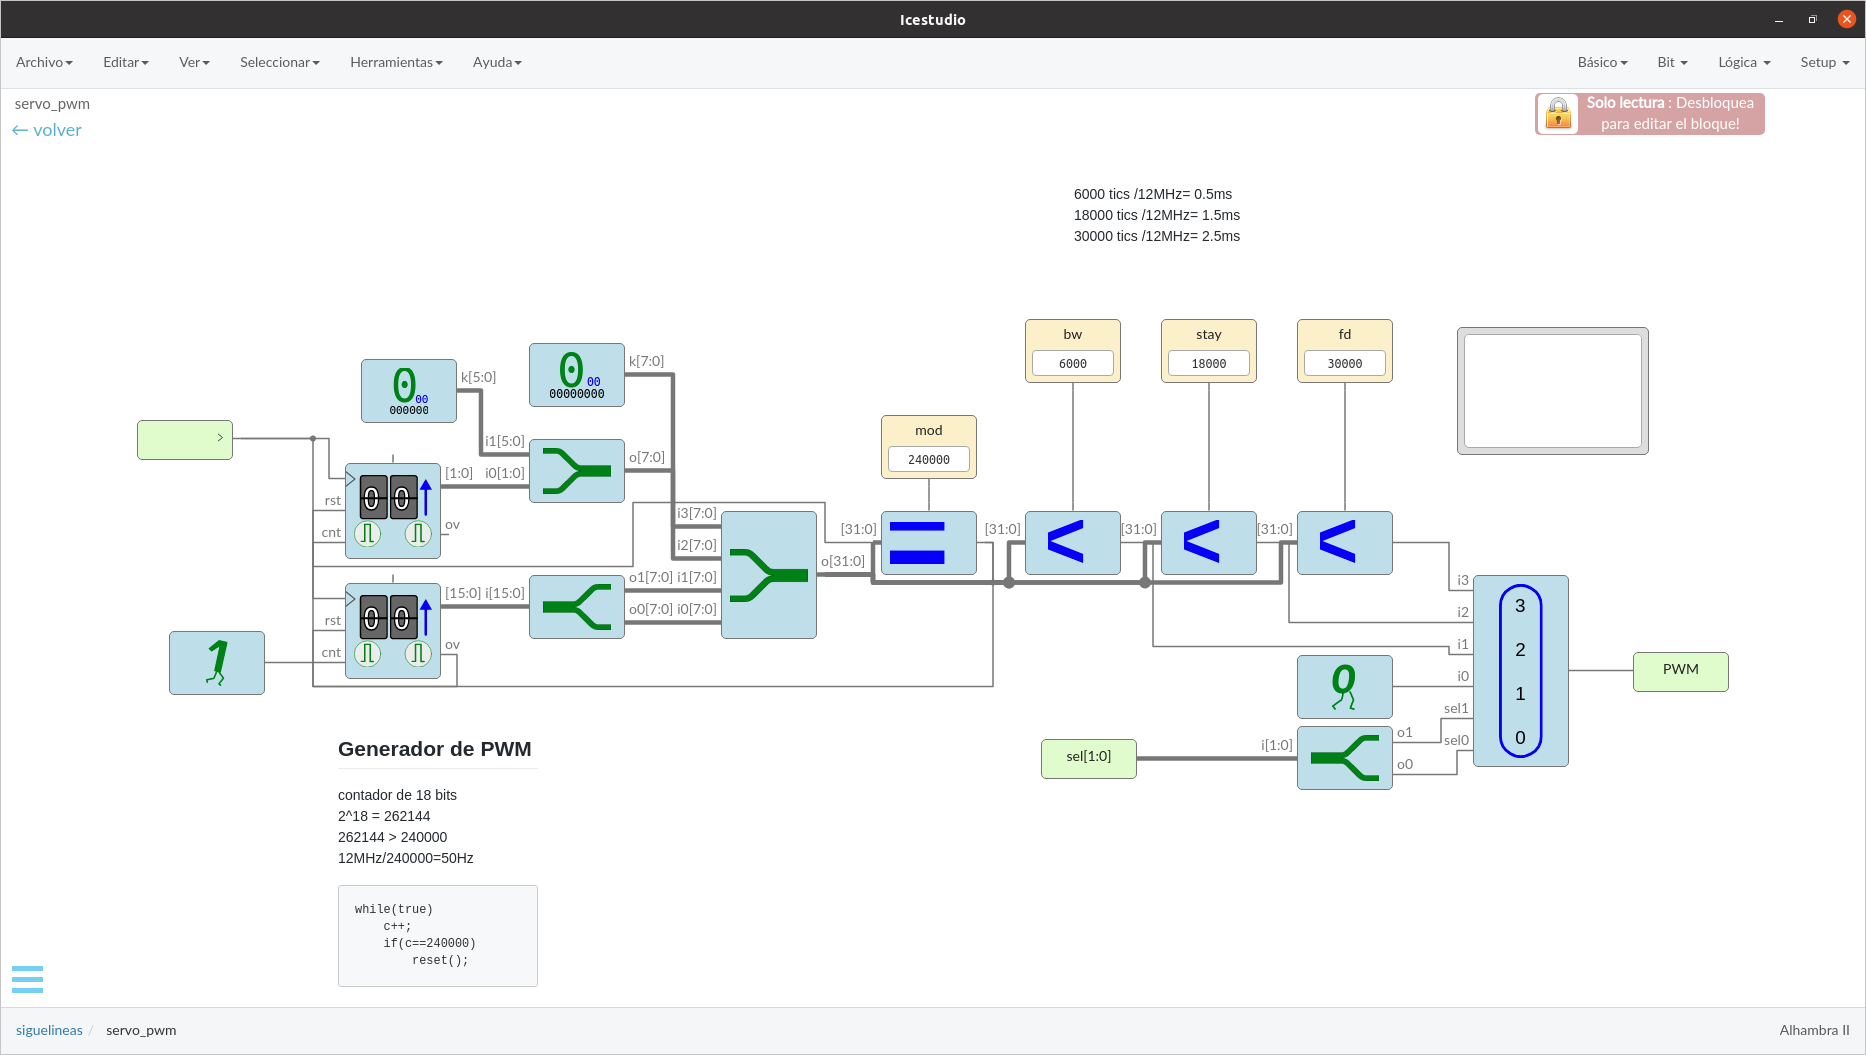 Icestudio
Archivo Editar Ver Seleccionar Herramientas Ayuda Básico Bit Lógica Setup
servo_pwm
← volver
Solo lectura : Desbloquea
para editar el bloque!
6000 tics /12MHz= 0.5ms
18000 tics /12MHz= 1.5ms
30000 tics /12MHz= 2.5ms
bw
6000
stay
18000
fd
30000
0 00
000000
k[5:0]
0 00
00000000
k[7:0]
mod
240000
i1[5:0]
i0[1:0]
o[7:0]
[1:0]
rst
cnt
0 0
ov
i3[7:0]
i2[7:0]
i1[7:0]
i0[7:0]
o[31:0]
[31:0]
=
[31:0]
<
[31:0]
<
[31:0]
<
[15:0]
i[15:0]
o1[7:0]
o0[7:0]
rst
cnt
0 0
ov
1
i3
i2
i1
i0
sel1
sel0
3
2
1
0
PWM
0
sel[1:0]
i[1:0]
o1
o0
Generador de PWM
contador de 18 bits
2^18 = 262144
262144 > 240000
12MHz/240000=50Hz
while(true)
    c++;
    if(c==240000)
        reset();
siguelineas / servo_pwm
Alhambra II